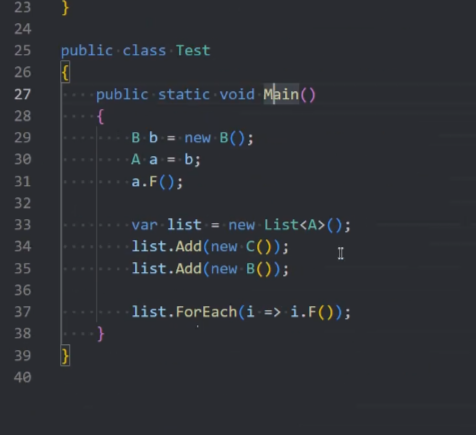 23 }
24
25 public class Test
26 {
27 public static void Main()
28 {
29 B b = new B();
30 A a = b;
31 a.F();
32
33 var list = new List<A>();
34 list.Add(new C());
35 list.Add(new B());
36
37 list.ForEach(i => i.F());
38 }
39 }
40